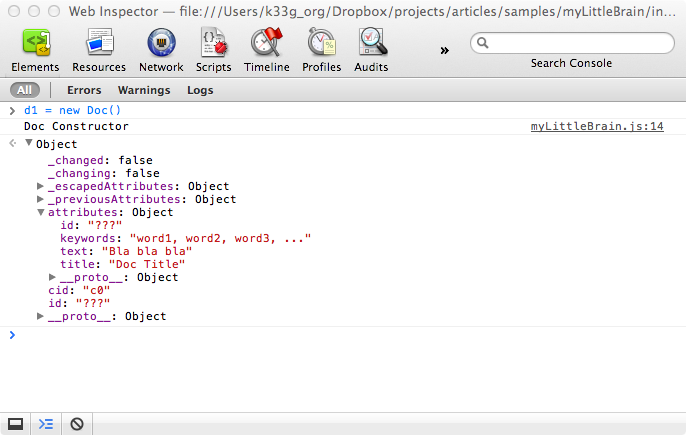 Web Inspector — file:///Users/k33g_org/Dropbox/projects/articles/samples/myLittleBrain/in...
Elements Resources Network Scripts Timeline Profiles Audits » Search Console
All Errors Warnings Logs
> d1 = new Doc()
Doc Constructor myLittleBrain.js:14
Object
_changed: false
_changing: false
_escapedAttributes: Object
_previousAttributes: Object
attributes: Object
id: "???"
keywords: "word1, word2, word3, ..."
text: "Bla bla bla"
title: "Doc Title"
__proto__: Object
cid: "c0"
id: "???"
__proto__: Object
>